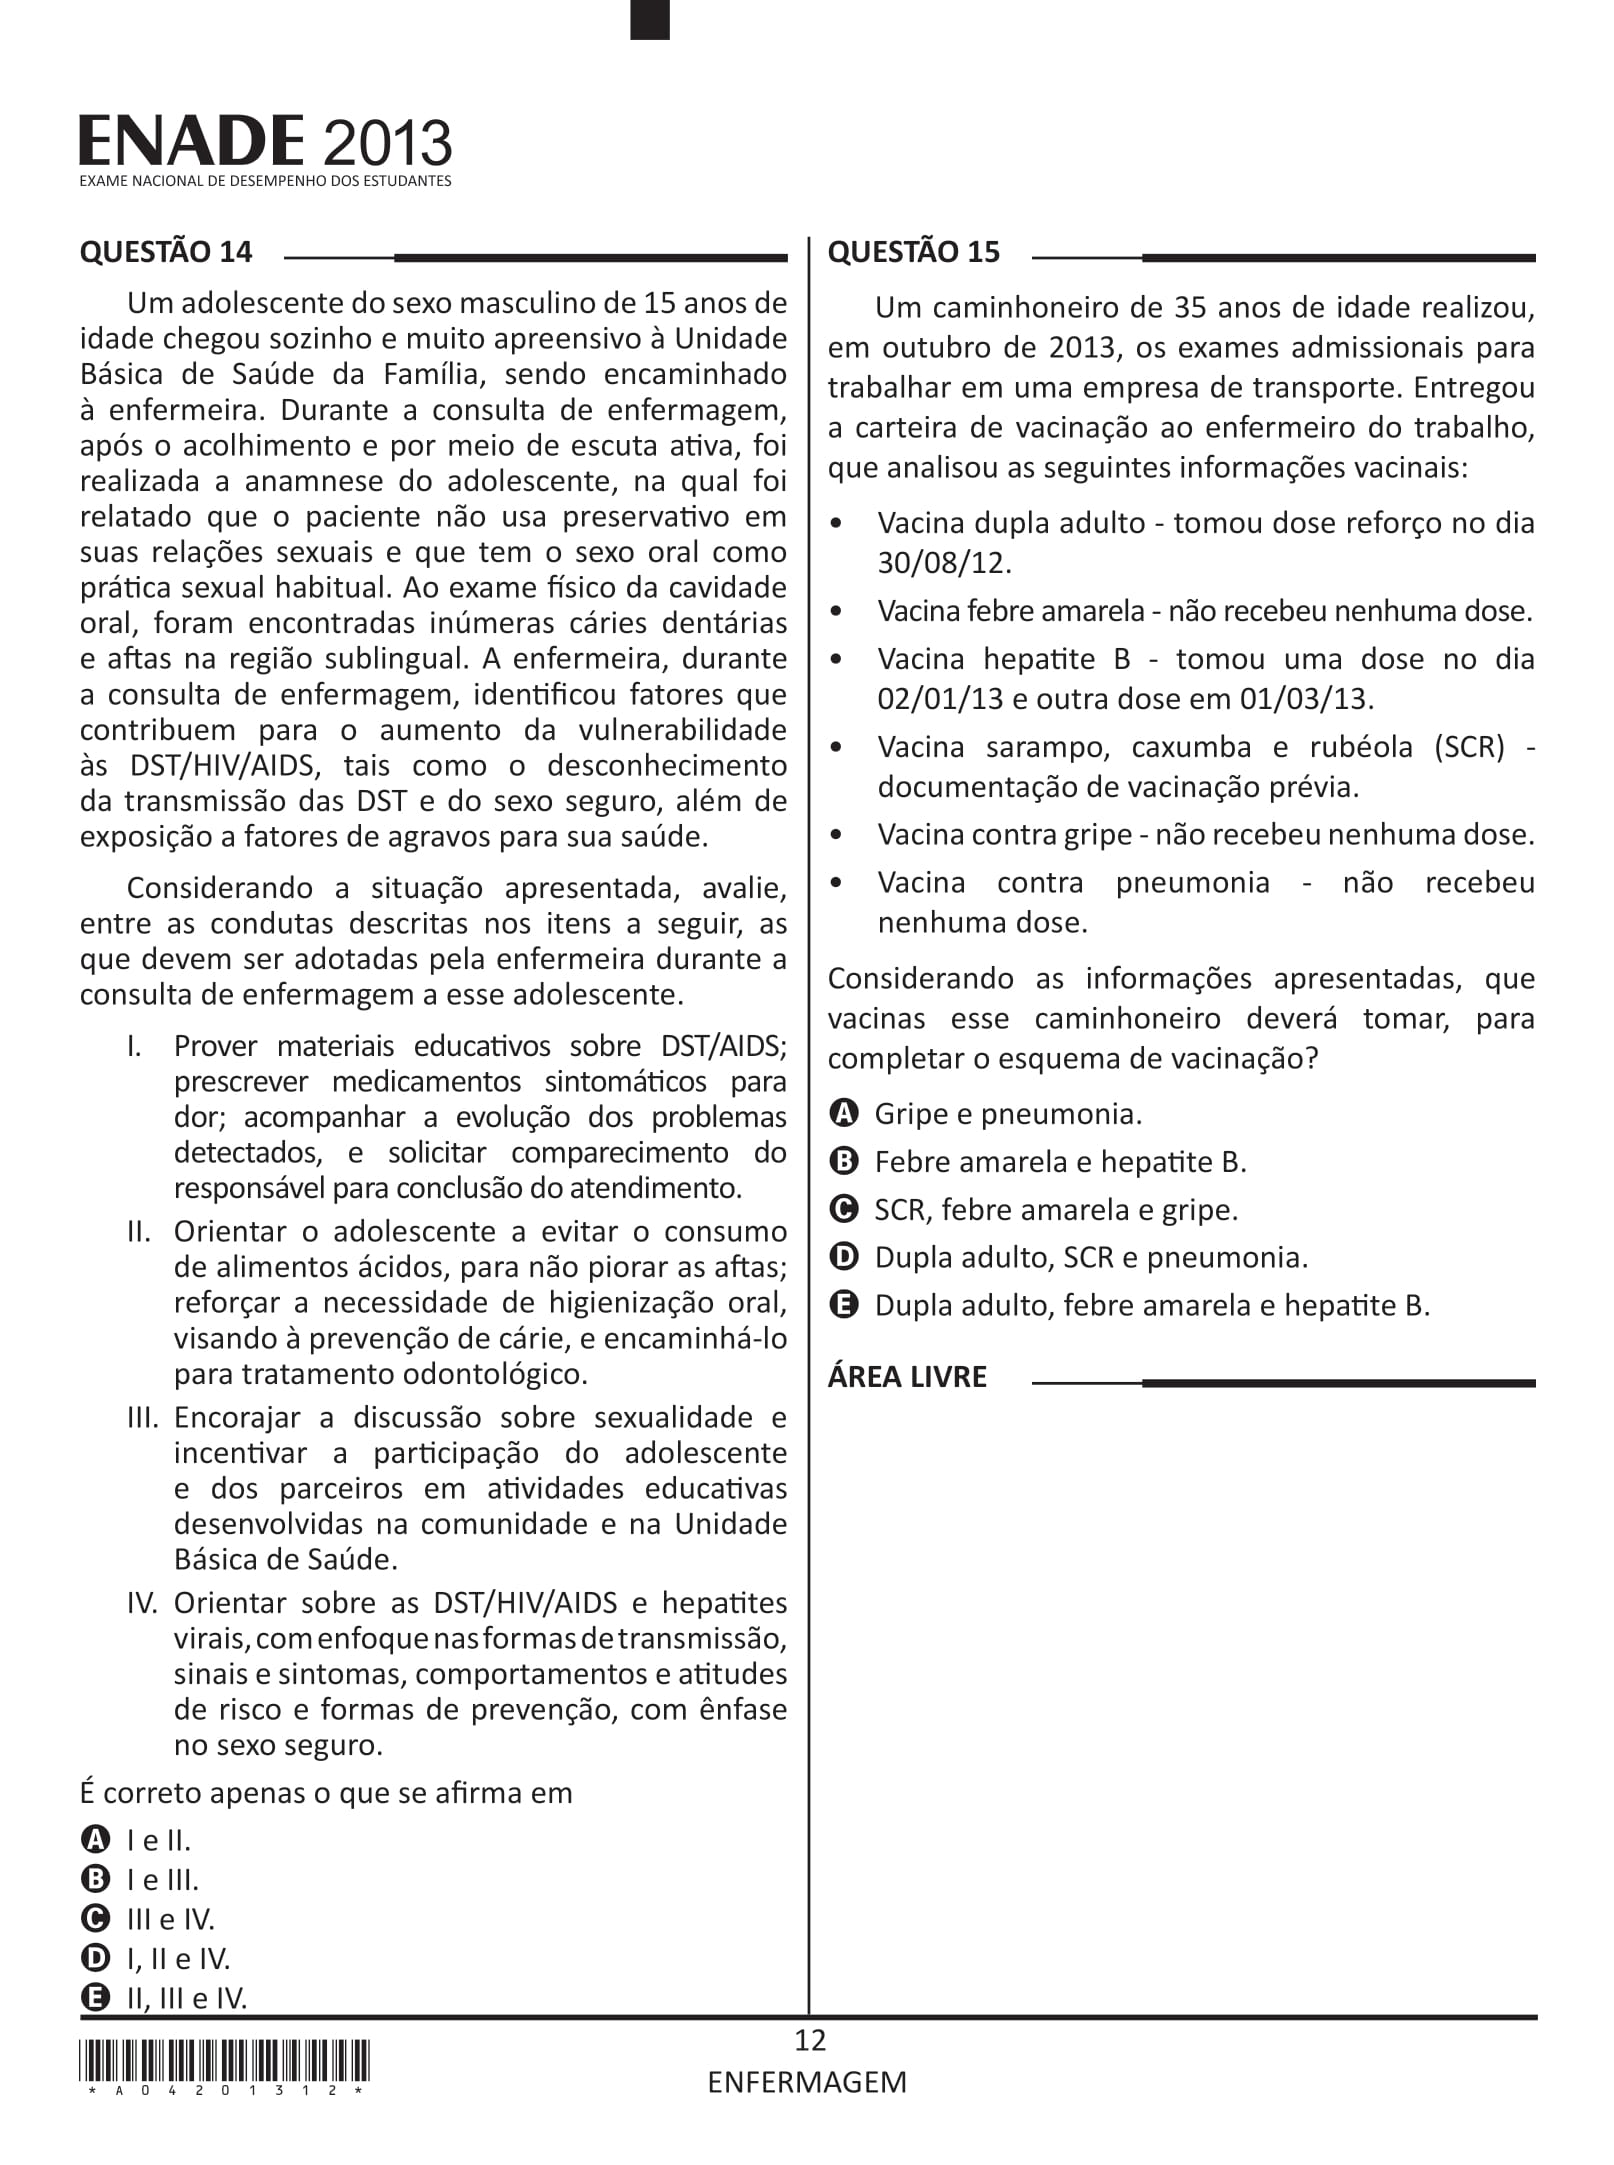 ENADE 2013
EXAME NACIONAL DE DESEMPENHO DOS ESTUDANTES
QUESTÃO 14
Um adolescente do sexo masculino de 15 anos de
idade chegou sozinho e muito apreensivo à Unidade
Básica de Saúde da Família, sendo encaminhado
à enfermeira. Durante a consulta de enfermagem,
após o acolhimento e por meio de escuta ativa, foi
realizada a anamnese do adolescente, na qual foi
relatado que o paciente não usa preservativo em
suas relações sexuais e que tem o sexo oral como
prática sexual habitual. Ao exame físico da cavidade
oral, foram encontradas inúmeras cáries dentárias
e aftas na região sublingual. A enfermeira, durante
a consulta de enfermagem, identificou fatores que
contribuem para o aumento da vulnerabilidade
às DST/HIV/AIDS, tais como o desconhecimento
da transmissão das DST e do sexo seguro, além de
exposição a fatores de agravos para sua saúde.
Considerando a situação apresentada, avalie,
entre as condutas descritas nos itens a seguir, as
que devem ser adotadas pela enfermeira durante a
consulta de enfermagem a esse adolescente.
I. Prover materiais educativos sobre DST/AIDS;
prescrever medicamentos sintomáticos para
dor; acompanhar a evolução dos problemas
detectados, e solicitar comparecimento do
responsável para conclusão do atendimento.
II. Orientar o adolescente a evitar o consumo
de alimentos ácidos, para não piorar as aftas;
reforçar a necessidade de higienização oral,
visando à prevenção de cárie, e encaminhá-lo
para tratamento odontológico.
III. Encorajar a discussão sobre sexualidade e
incentivar a participação do adolescente
e dos parceiros em atividades educativas
desenvolvidas na comunidade e na Unidade
Básica de Saúde.
IV. Orientar sobre as DST/HIV/AIDS e hepatites
virais, com enfoque nas formas de transmissão,
sinais e sintomas, comportamentos e atitudes
de risco e formas de prevenção, com ênfase
no sexo seguro.
É correto apenas o que se afirma em
A I e II.
B I e III.
C III e IV.
D I, II e IV.
E II, III e IV.
QUESTÃO 15
Um caminhoneiro de 35 anos de idade realizou,
em outubro de 2013, os exames admissionais para
trabalhar em uma empresa de transporte. Entregou
a carteira de vacinação ao enfermeiro do trabalho,
que analisou as seguintes informações vacinais:
• Vacina dupla adulto - tomou dose reforço no dia
30/08/12.
• Vacina febre amarela - não recebeu nenhuma dose.
• Vacina hepatite B - tomou uma dose no dia
02/01/13 e outra dose em 01/03/13.
• Vacina sarampo, caxumba e rubéola (SCR) -
documentação de vacinação prévia.
• Vacina contra gripe - não recebeu nenhuma dose.
• Vacina contra pneumonia - não recebeu
nenhuma dose.
Considerando as informações apresentadas, que
vacinas esse caminhoneiro deverá tomar, para
completar o esquema de vacinação?
A Gripe e pneumonia.
B Febre amarela e hepatite B.
C SCR, febre amarela e gripe.
D Dupla adulto, SCR e pneumonia.
E Dupla adulto, febre amarela e hepatite B.
ÁREA LIVRE
12
ENFERMAGEM
*A04201312*